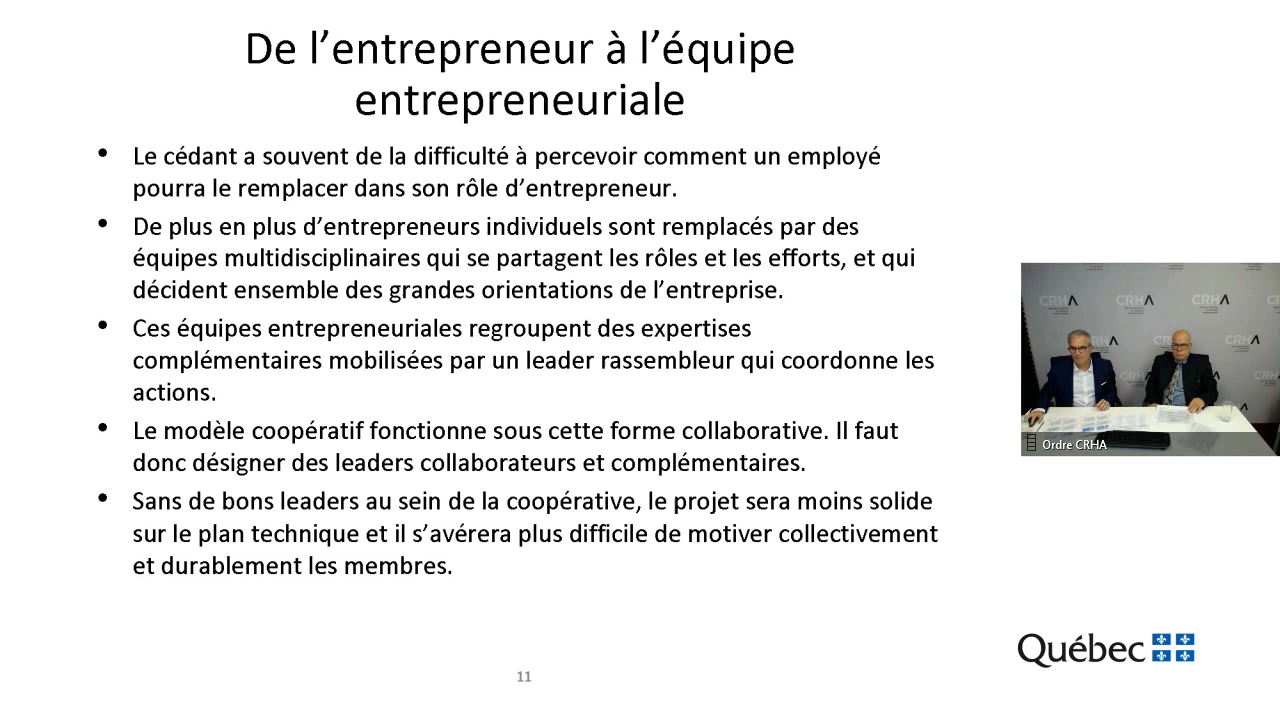 De l’entrepreneur à l’équipe
entrepreneuriale
• Le cédant a souvent de la difficulté à percevoir comment un employé
pourra le remplacer dans son rôle d’entrepreneur.
• De plus en plus d’entrepreneurs individuels sont remplacés par des
équipes multidisciplinaires qui se partagent les rôles et les efforts, et qui
décident ensemble des grandes orientations de l’entreprise.
• Ces équipes entrepreneuriales regroupent des expertises
complémentaires mobilisées par un leader rassembleur qui coordonne les
actions.
• Le modèle coopératif fonctionne sous cette forme collaborative. Il faut
donc désigner des leaders collaborateurs et complémentaires.
• Sans de bons leaders au sein de la coopérative, le projet sera moins solide
sur le plan technique et il s’avérera plus difficile de motiver collectivement
et durablement les membres.
CRHA CRHA CRHA
Ordre CRHA
Québec
11